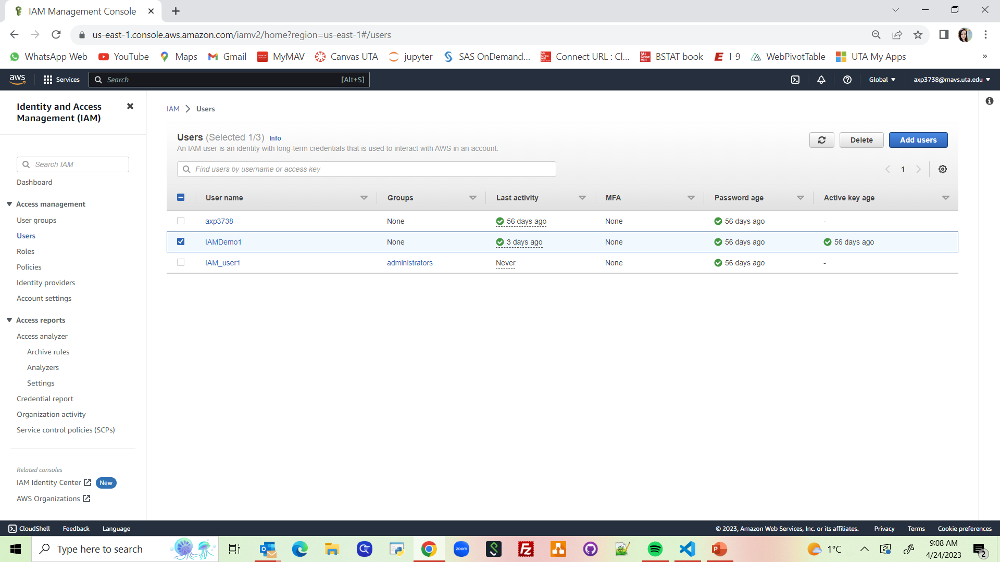 IAM Management Console
us-east-1.console.aws.amazon.com/iamv2/home?region=us-east-1#/users
WhatsApp Web YouTube Maps Gmail MyMAV Canvas UTA jupyter SAS OnDemand... Connect URL : Cl... BSTAT book I-9 WebPivotTable UTA My Apps »
aws Services Search [Alt+S] Global axp3738@mavs.uta.edu
Identity and Access
Management (IAM)
Search IAM
Dashboard
Access management
User groups
Users
Roles
Policies
Identity providers
Account settings
Access reports
Access analyzer
Archive rules
Analyzers
Settings
Credential report
Organization activity
Service control policies (SCPs)
Related consoles
IAM Identity Center New
AWS Organizations
IAM > Users
Users (Selected 1/3) Info
An IAM user is an identity with long-term credentials that is used to interact with AWS in an account.
Delete Add users
Find users by username or access key
1
User name Groups Last activity MFA Password age Active key age
axp3738 None 56 days ago None 56 days ago -
IAMDemo1 None 3 days ago None 56 days ago 56 days ago
IAM_user1 administrators Never None 56 days ago -
CloudShell Feedback Language © 2023, Amazon Web Services, Inc. or its affiliates. Privacy Terms Cookie preferences
Type here to search zoom 1°C 9:08 AM
4/24/2023 2